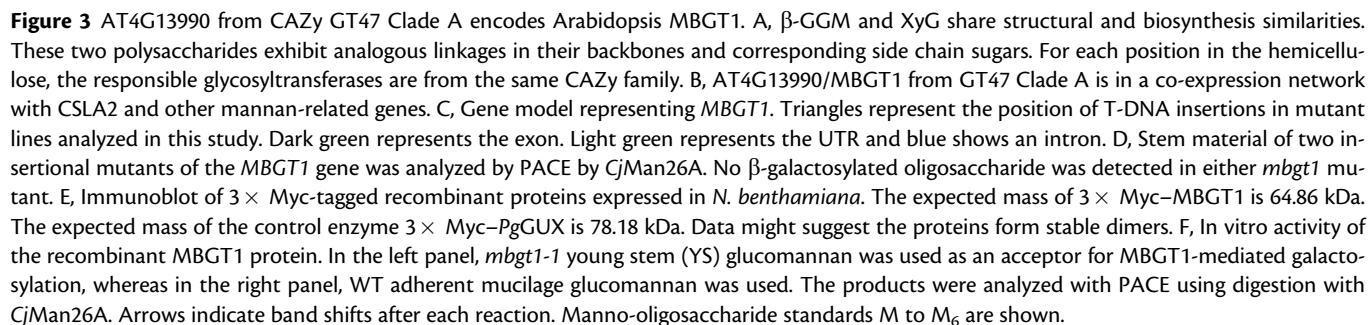 Figure 3 AT4G13990 from CAZy GT47 Clade A encodes Arabidopsis MBGT1. A, β-GGM and XyG share structural and biosynthesis similarities.
These two polysaccharides exhibit analogous linkages in their backbones and corresponding side chain sugars. For each position in the hemicellu-
lose, the responsible glycosyltransferases are from the same CAZy family. B, AT4G13990/MBGT1 from GT47 Clade A is in a co-expression network
with CSLA2 and other mannan-related genes. C, Gene model representing MBGT1. Triangles represent the position of T-DNA insertions in mutant
lines analyzed in this study. Dark green represents the exon. Light green represents the UTR and blue shows an intron. D, Stem material of two in-
sertional mutants of the MBGT1 gene was analyzed by PACE by CjMan26A. No β-galactosylated oligosaccharide was detected in either mbgt1 mu-
tant. E, Immunoblot of 3× Myc-tagged recombinant proteins expressed in N. benthamiana. The expected mass of 3× Myc–MBGT1 is 64.86 kDa.
The expected mass of the control enzyme 3× Myc–PgGUX is 78.18 kDa. Data might suggest the proteins form stable dimers. F, In vitro activity of
the recombinant MBGT1 protein. In the left panel, mbgt1-1 young stem (YS) glucomannan was used as an acceptor for MBGT1-mediated galacto-
sylation, whereas in the right panel, WT adherent mucilage glucomannan was used. The products were analyzed with PACE using digestion with
CjMan26A. Arrows indicate band shifts after each reaction. Manno-oligosaccharide standards M to M6 are shown.